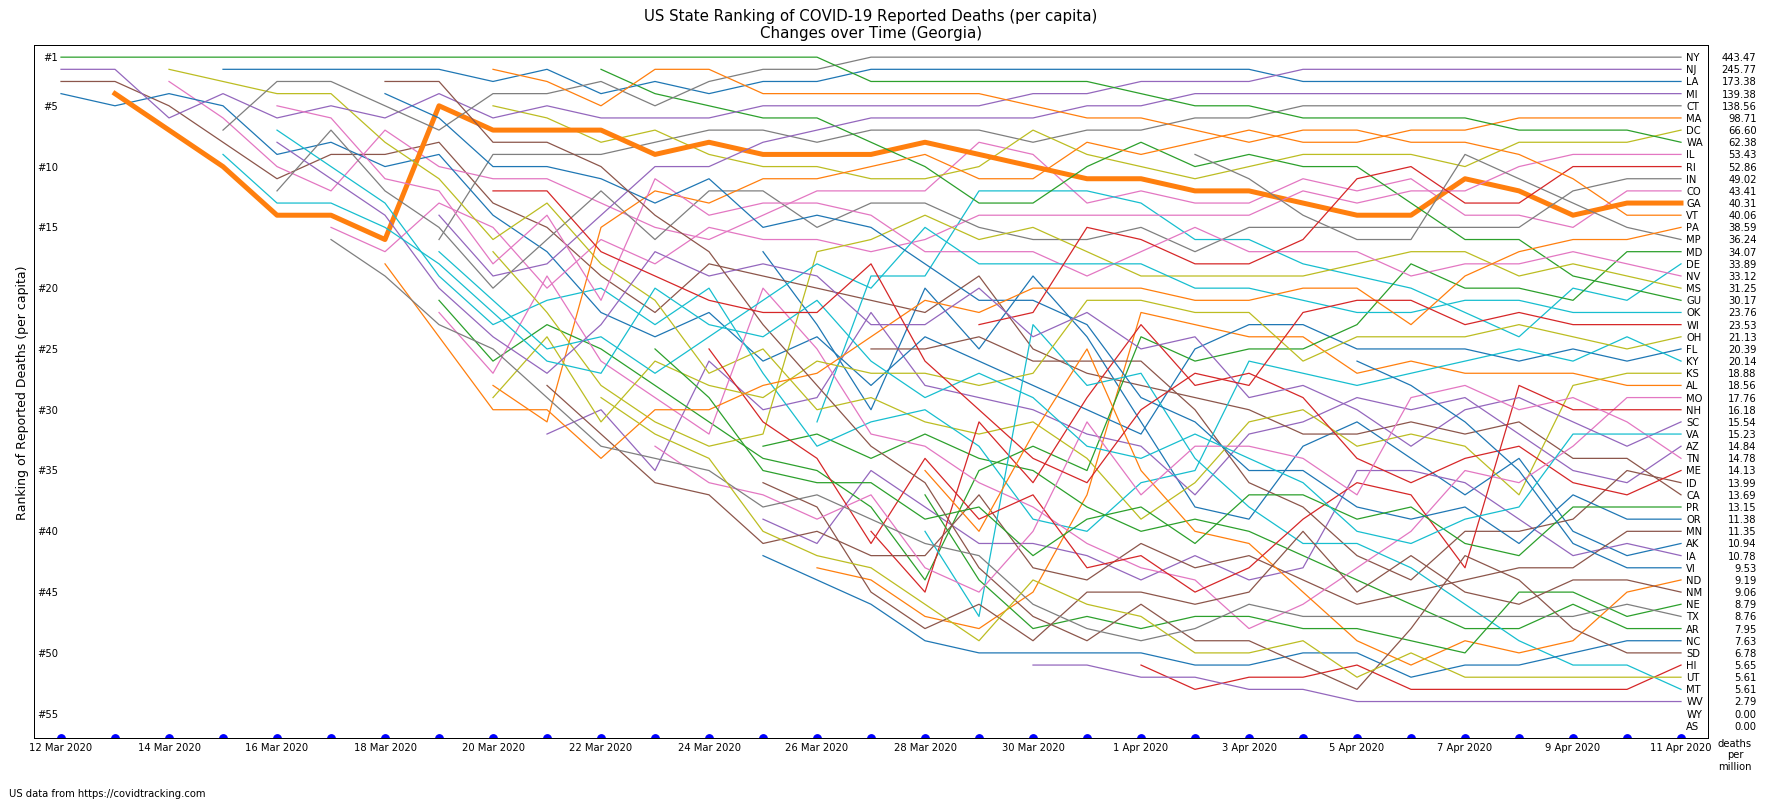 US State Ranking of COVID-19 Reported Deaths (per capita)
Changes over Time (Georgia)
Ranking of Reported Deaths (per capita)
#1
#5
#10
#15
#20
#25
#30
#35
#40
#45
#50
#55
NY 443.47
NJ 245.77
LA 173.38
MI 139.38
CT 138.56
MA 98.71
DC 66.60
WA 62.38
IL 53.43
RI 52.86
IN 49.02
CO 43.41
GA 40.31
VT 40.06
PA 38.59
MP 36.24
MD 34.07
DE 33.89
NV 33.12
MS 31.25
GU 30.17
OK 23.76
WI 23.53
OH 21.13
FL 20.39
KY 20.14
KS 18.88
AL 18.56
MO 17.76
NH 16.18
SC 15.54
VA 15.23
AZ 14.84
TN 14.78
ME 14.13
ID 13.99
CA 13.69
PR 13.15
OR 11.38
MN 11.35
AK 10.94
IA 10.78
VI 9.53
ND 9.19
NM 9.06
NE 8.79
TX 8.76
AR 7.95
NC 7.63
SD 6.78
HI 5.65
UT 5.61
MT 5.61
WV 2.79
WY 0.00
AS 0.00
12 Mar 2020 14 Mar 2020 16 Mar 2020 18 Mar 2020 20 Mar 2020 22 Mar 2020 24 Mar 2020 26 Mar 2020 28 Mar 2020 30 Mar 2020 1 Apr 2020 3 Apr 2020 5 Apr 2020 7 Apr 2020 9 Apr 2020 11 Apr 2020
deaths
per
million
US data from https://covidtracking.com